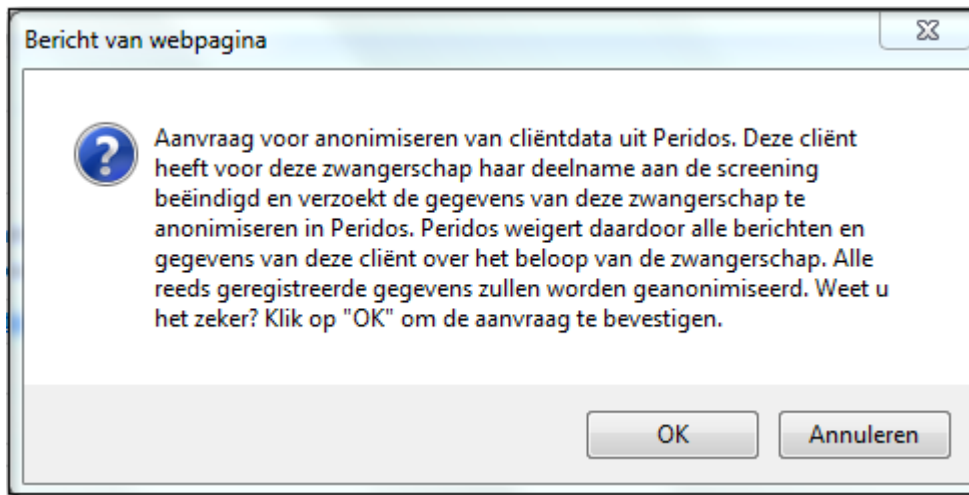 Bericht van webpagina
Aanvraag voor anonimiseren van cliëntdata uit Peridos. Deze cliënt
heeft voor deze zwangerschap haar deelname aan de screening
beëindigd en verzoekt de gegevens van deze zwangerschap te
anonimiseren in Peridos. Peridos weigert daardoor alle berichten en
gegevens van deze cliënt over het beloop van de zwangerschap. Alle
reeds geregistreerde gegevens zullen worden geanonimiseerd. Weet u
het zeker? Klik op "OK" om de aanvraag te bevestigen.
OK
Annuleren